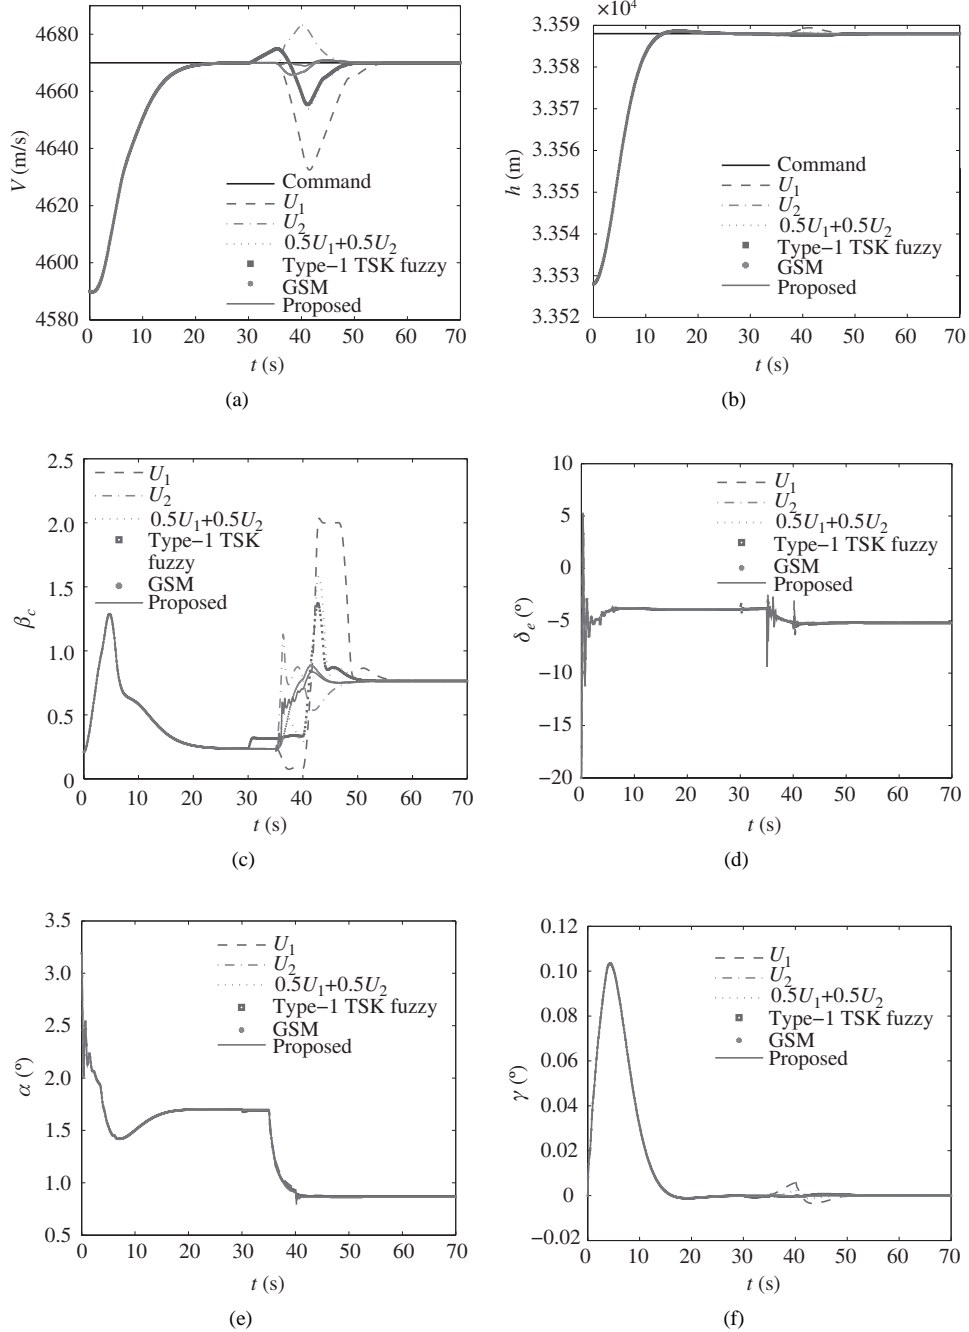 4680
4660
4640
4620
4600
4580
V (m/s)
Command
U1
U2
0.5U1+0.5U2
Type−1 TSK fuzzy
GSM
Proposed
0 10 20 30 40 50 60 70
t (s)
(a)
×10⁴
3.359
3.358
3.357
3.356
3.355
3.354
3.353
3.352
h (m)
Command
U1
U2
0.5U1+0.5U2
Type−1 TSK fuzzy
GSM
Proposed
0 10 20 30 40 50 60 70
t (s)
(b)
2.5
2.0
1.5
1.0
0.5
0
βc
U1
U2
0.5U1+0.5U2
Type−1 TSK
fuzzy
GSM
Proposed
0 10 20 30 40 50 60 70
t (s)
(c)
10
5
0
−5
−10
−15
−20
δe (°)
U1
U2
0.5U1+0.5U2
Type−1 TSK fuzzy
GSM
Proposed
0 10 20 30 40 50 60 70
t (s)
(d)
3.5
3.0
2.5
2.0
1.5
1.0
0.5
α (°)
U1
U2
0.5U1+0.5U2
Type−1 TSK fuzzy
GSM
Proposed
0 10 20 30 40 50 60 70
t (s)
(e)
0.12
0.10
0.08
0.06
0.04
0.02
0
−0.02
γ (°)
U1
U2
0.5U1+0.5U2
Type−1 TSK fuzzy
GSM
Proposed
0 10 20 30 40 50 60 70
t (s)
(f)